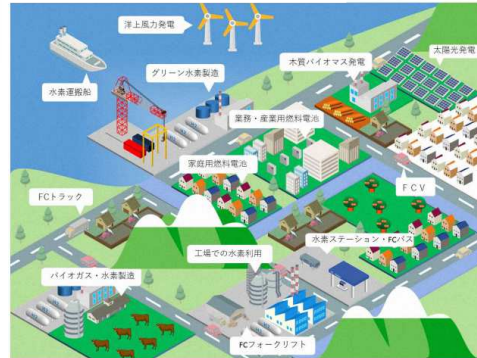 洋上風力発電
太陽光発電
木質バイオマス発電
グリーン水素製造
水素運搬船
業務・産業用燃料電池
家庭用燃料電池
FCV
FCトラック
水素ステーション・FCバス
工場での水素利用
バイオガス・水素製造
FCフォークリフト